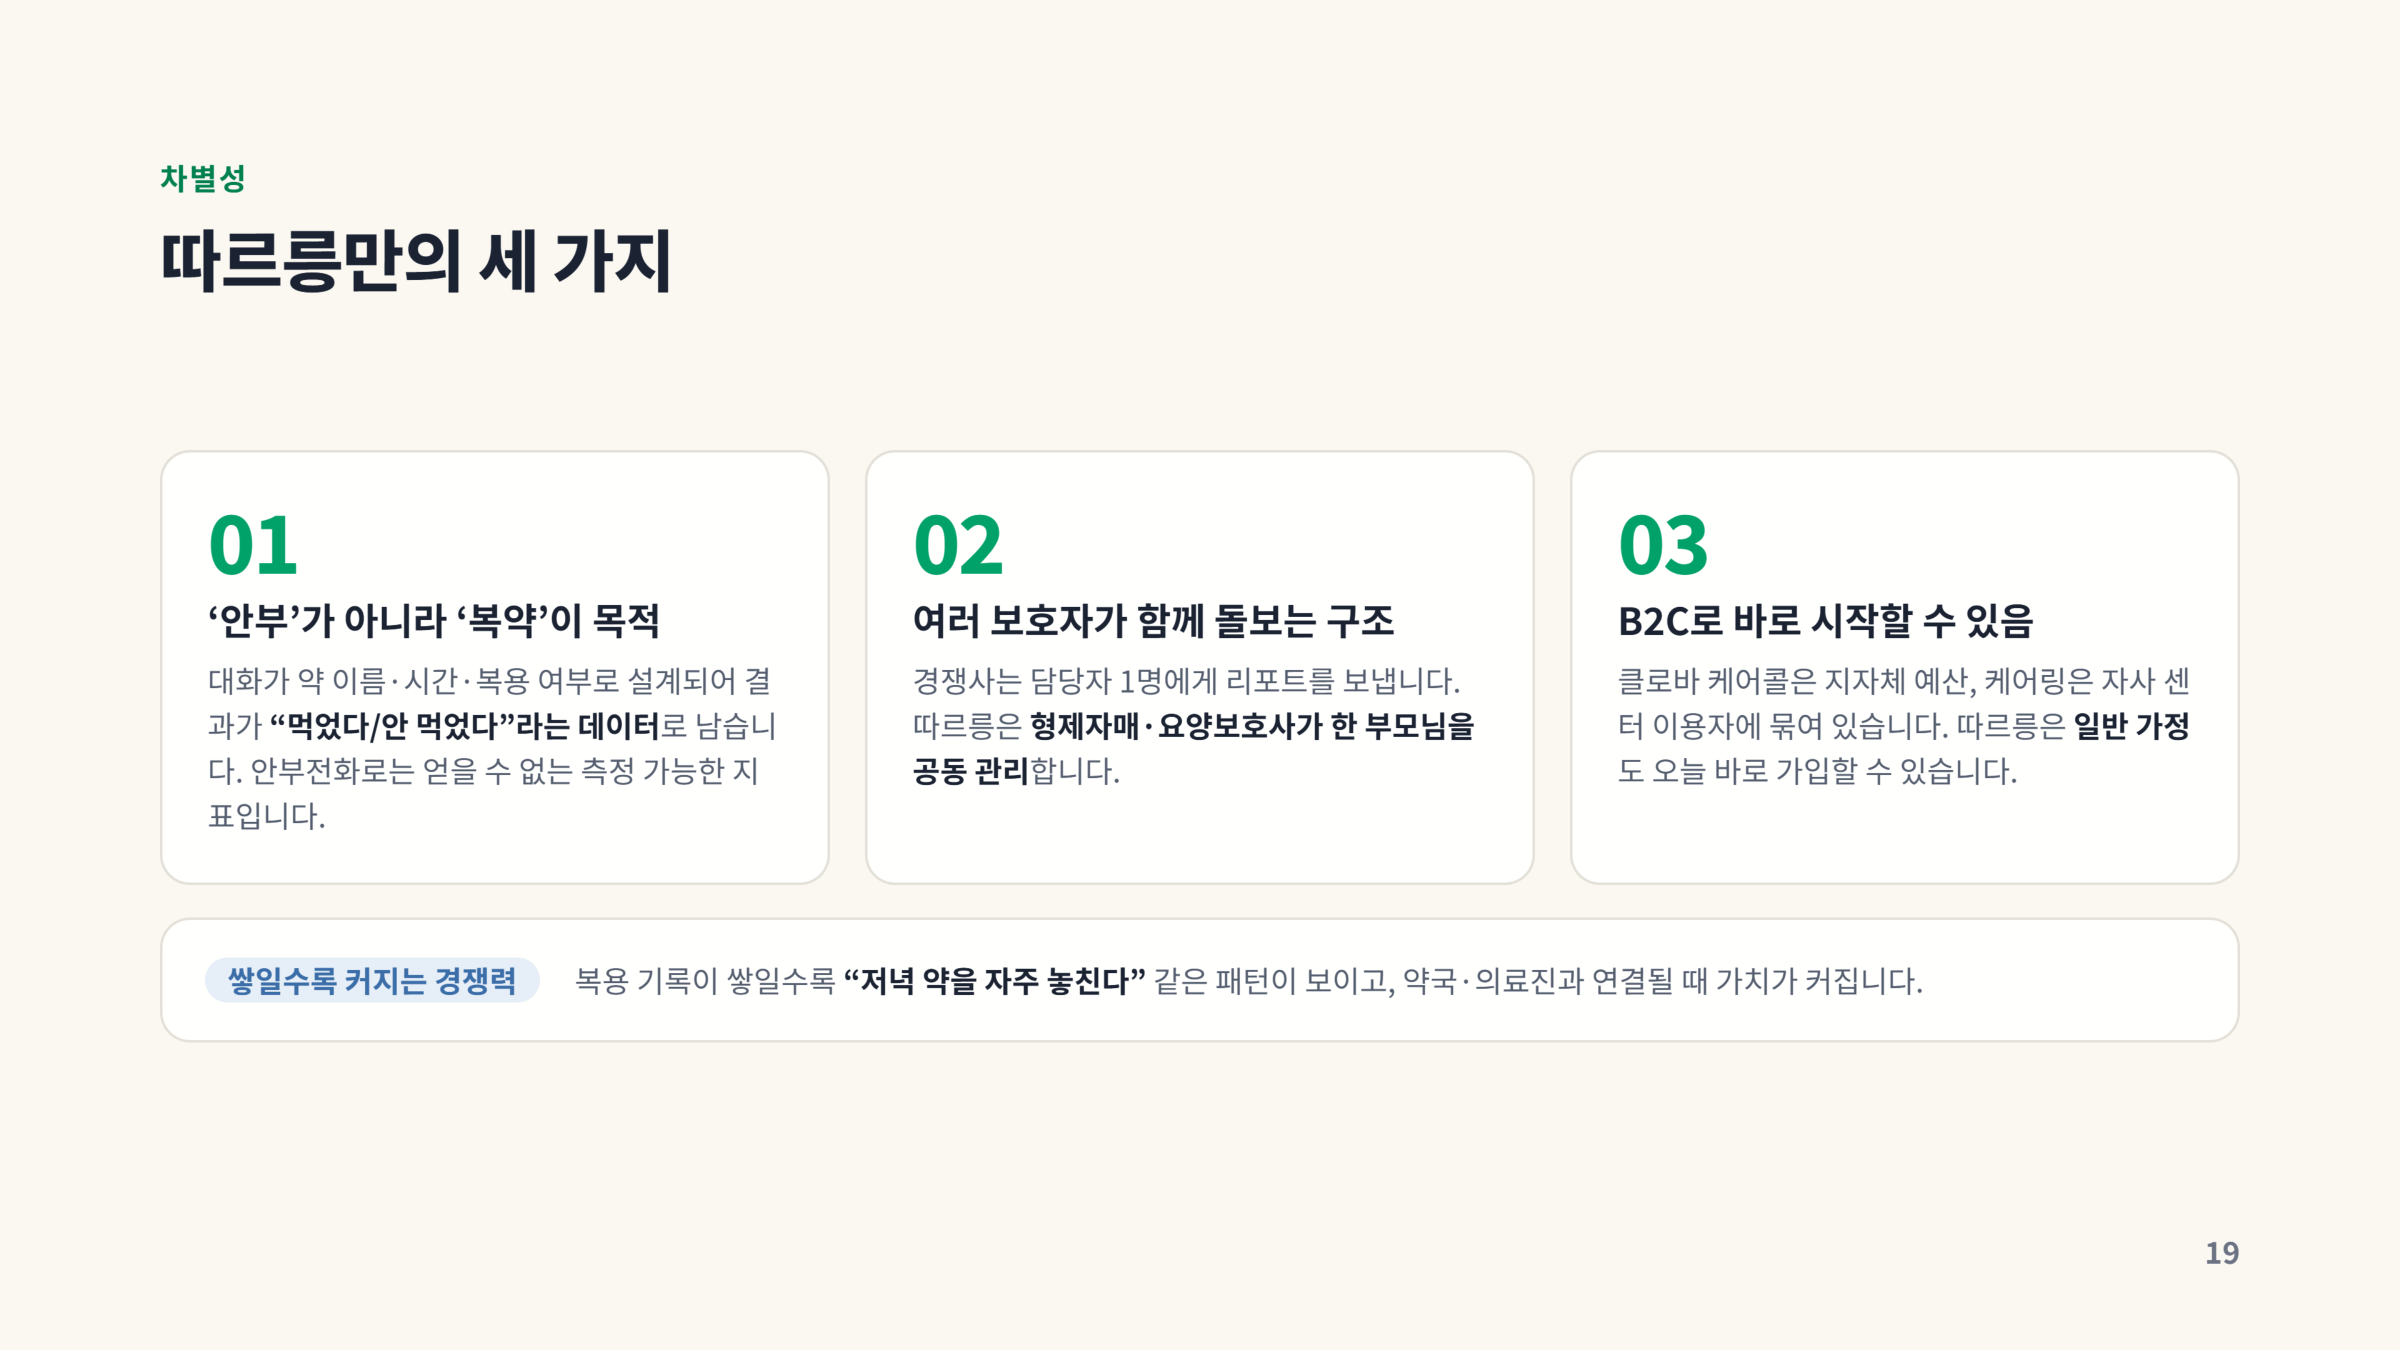 차별성
따르릉만의 세 가지
01
‘안부’가 아니라 ‘복약’이 목적
대화가 약 이름·시간·복용 여부로 설계되어 결
과가 “먹었다/안 먹었다”라는 데이터로 남습니
다. 안부전화로는 얻을 수 없는 측정 가능한 지
표입니다.
02
여러 보호자가 함께 돌보는 구조
경쟁사는 담당자 1명에게 리포트를 보냅니다.
따르릉은 형제자매·요양보호사가 한 부모님을
공동 관리합니다.
03
B2C로 바로 시작할 수 있음
클로바 케어콜은 지자체 예산, 케어링은 자사 센
터 이용자에 묶여 있습니다. 따르릉은 일반 가정
도 오늘 바로 가입할 수 있습니다.
쌓일수록 커지는 경쟁력 복용 기록이 쌓일수록 “저녁 약을 자주 놓친다” 같은 패턴이 보이고, 약국·의료진과 연결될 때 가치가 커집니다.
19